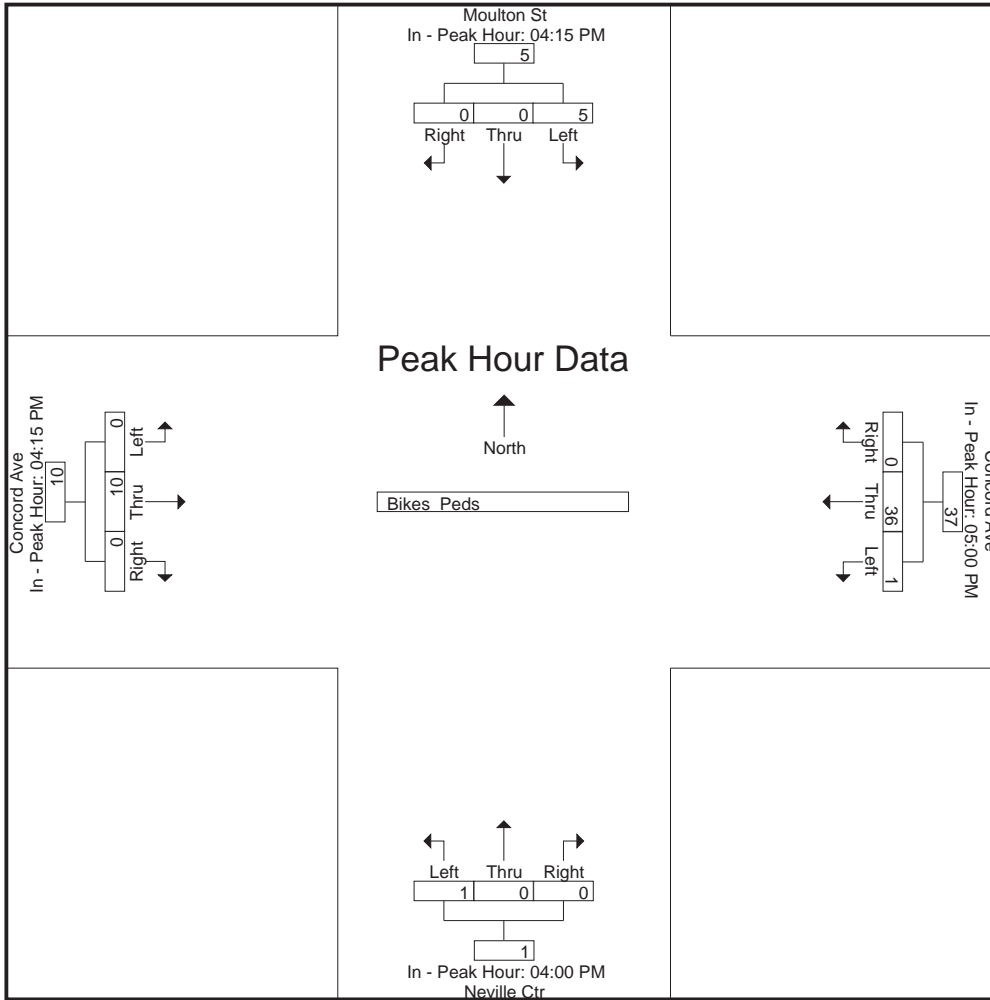 Moulton St
In - Peak Hour: 04:15 PM
5
0 0 5
Right Thru Left
Peak Hour Data
North
Bikes Peds
Concord Ave
In - Peak Hour: 04:15 PM
10
0 10 0
Left Thru Right
Concord Ave
In - Peak Hour: 05:00 PM
37
0 36 1
Right Thru Left
Left Thru Right
1 0 0
1
In - Peak Hour: 04:00 PM
Neville Ctr